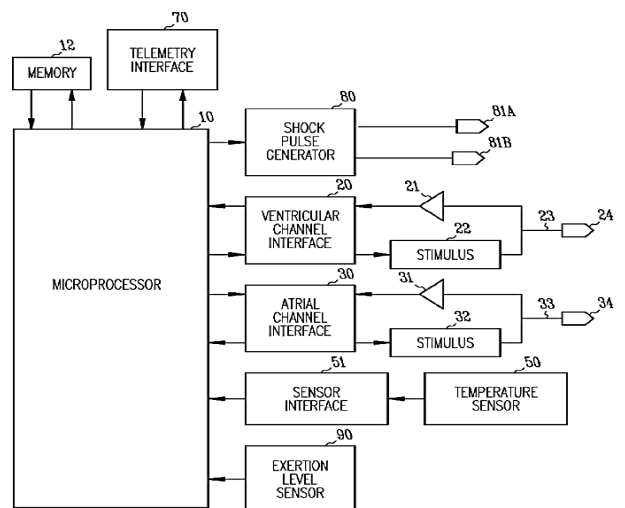 70
12
TELEMETRY
INTERFACE
MEMORY
10
80
81A
SHOCK
PULSE
GENERATOR
81B
20
21
VENTRICULAR
CHANNEL
INTERFACE
22
23
24
STIMULUS
MICROPROCESSOR
30
31
ATRIAL
CHANNEL
INTERFACE
32
33
34
STIMULUS
51
50
SENSOR
INTERFACE
TEMPERATURE
SENSOR
90
EXERTION
LEVEL
SENSOR